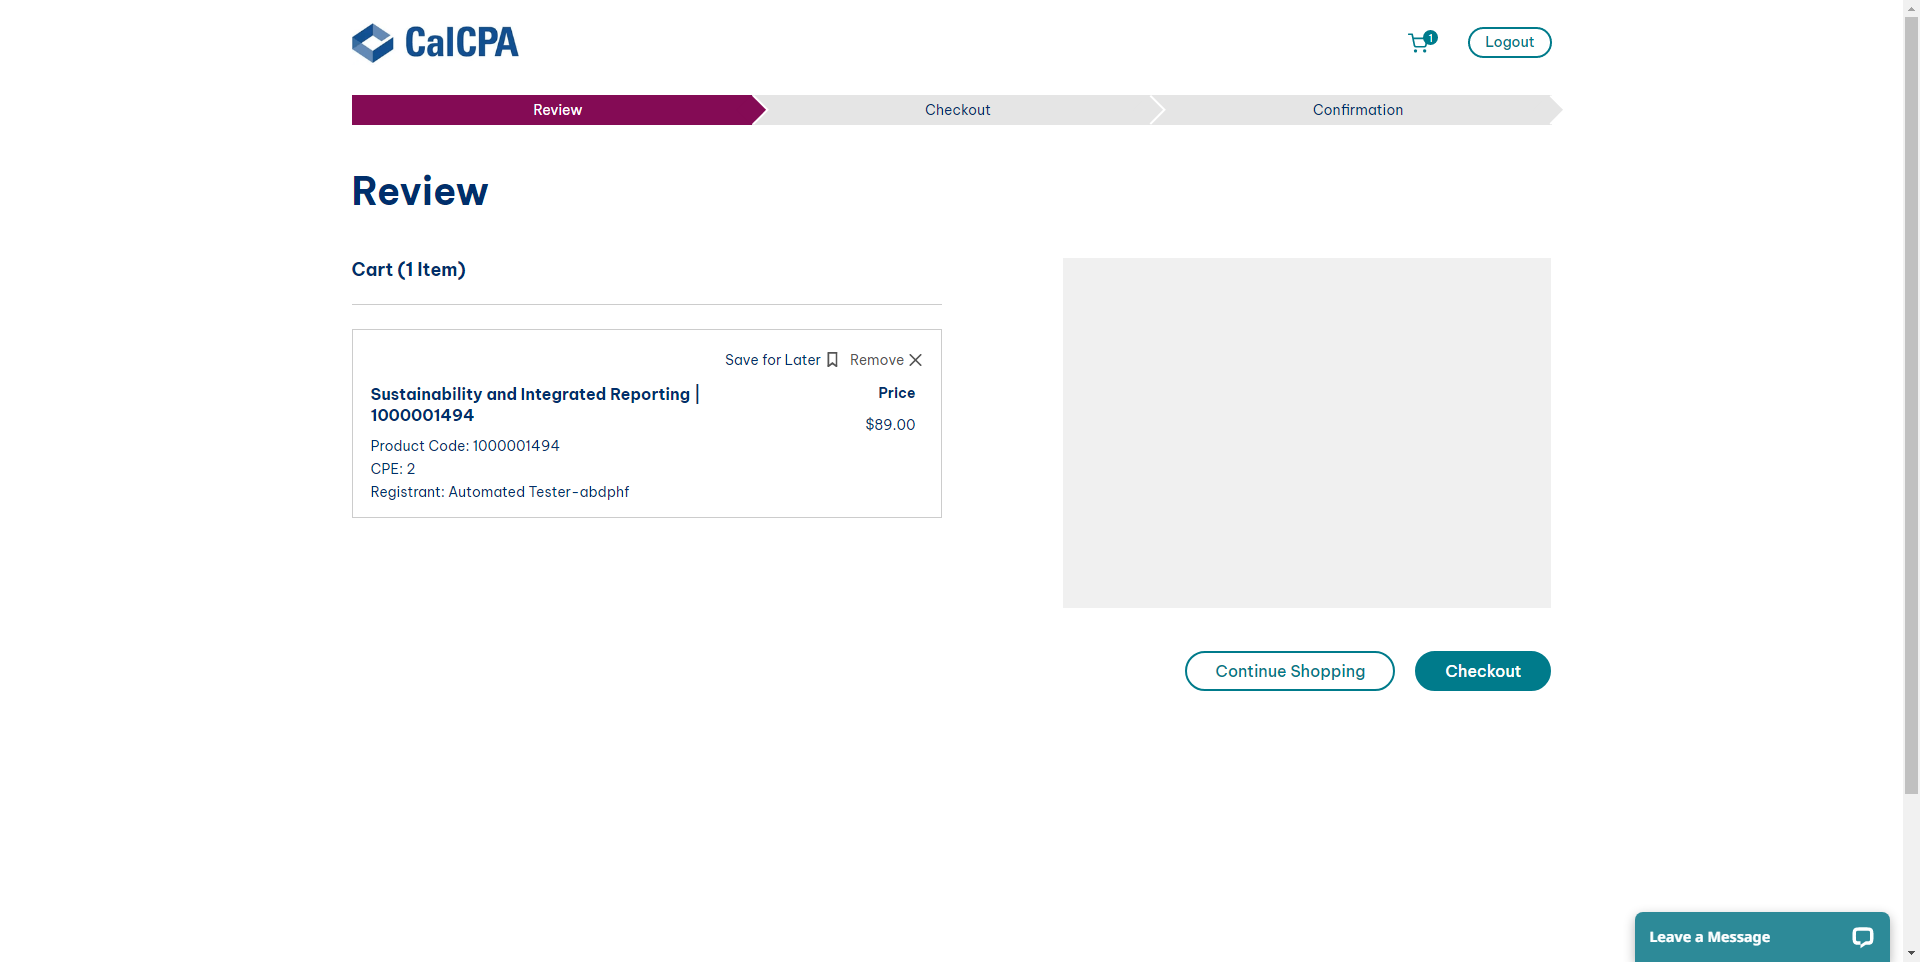 CalCPA
1
Logout
Review
Checkout
Confirmation
Review
Cart (1 Item)
Save for Later
Remove
Sustainability and Integrated Reporting |
1000001494
Price
$89.00
Product Code: 1000001494
CPE: 2
Registrant: Automated Tester-abdphf
Continue Shopping
Checkout
Leave a Message